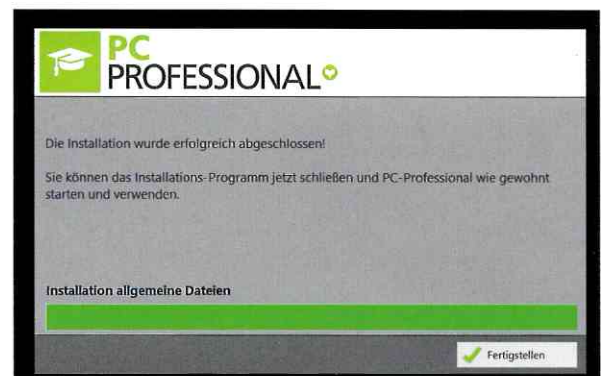 PC
PROFESSIONAL
Die Installation wurde erfolgreich abgeschlossen!
Sie können das Installations-Programm jetzt schließen und PC-Professional wie gewohnt
starten und verwenden.
Installation allgemeine Dateien
Fertigstellen